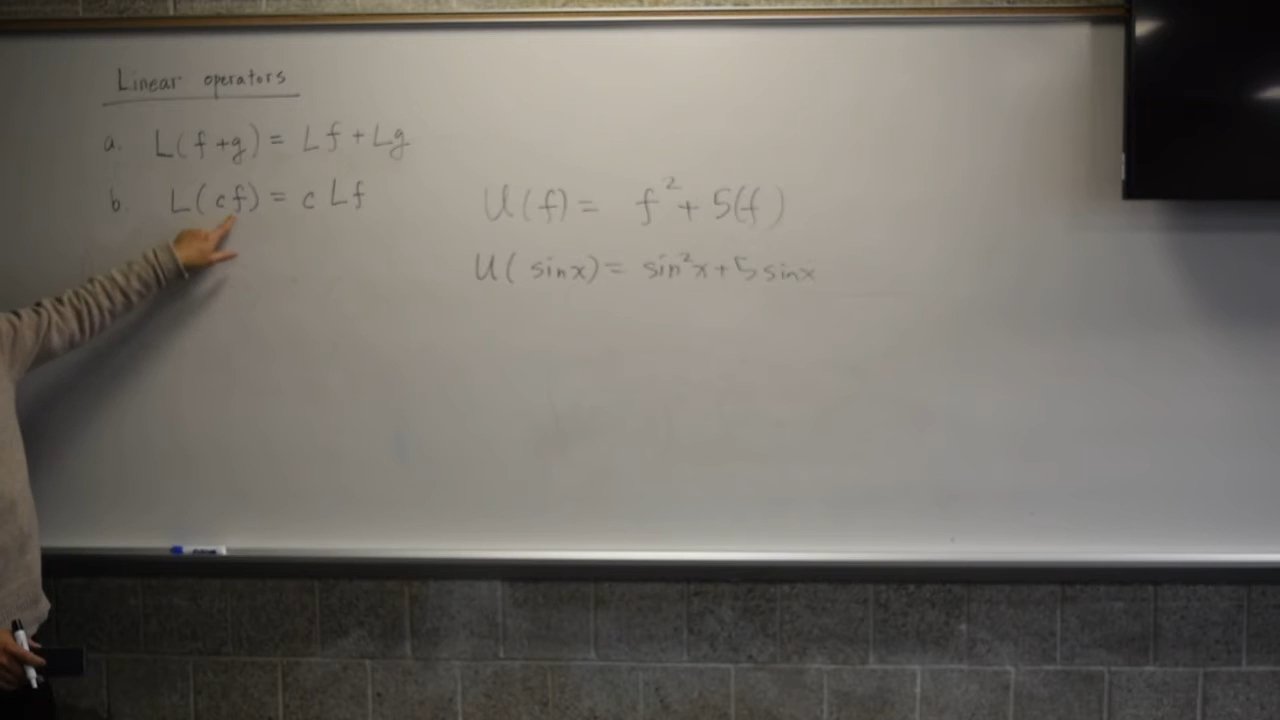 Linear operators
a. L(f+g) = Lf + Lg
b. L(cf) = c Lf
U(f) = f² + 5(f)
U(sinx) = sin²x + 5 sinx